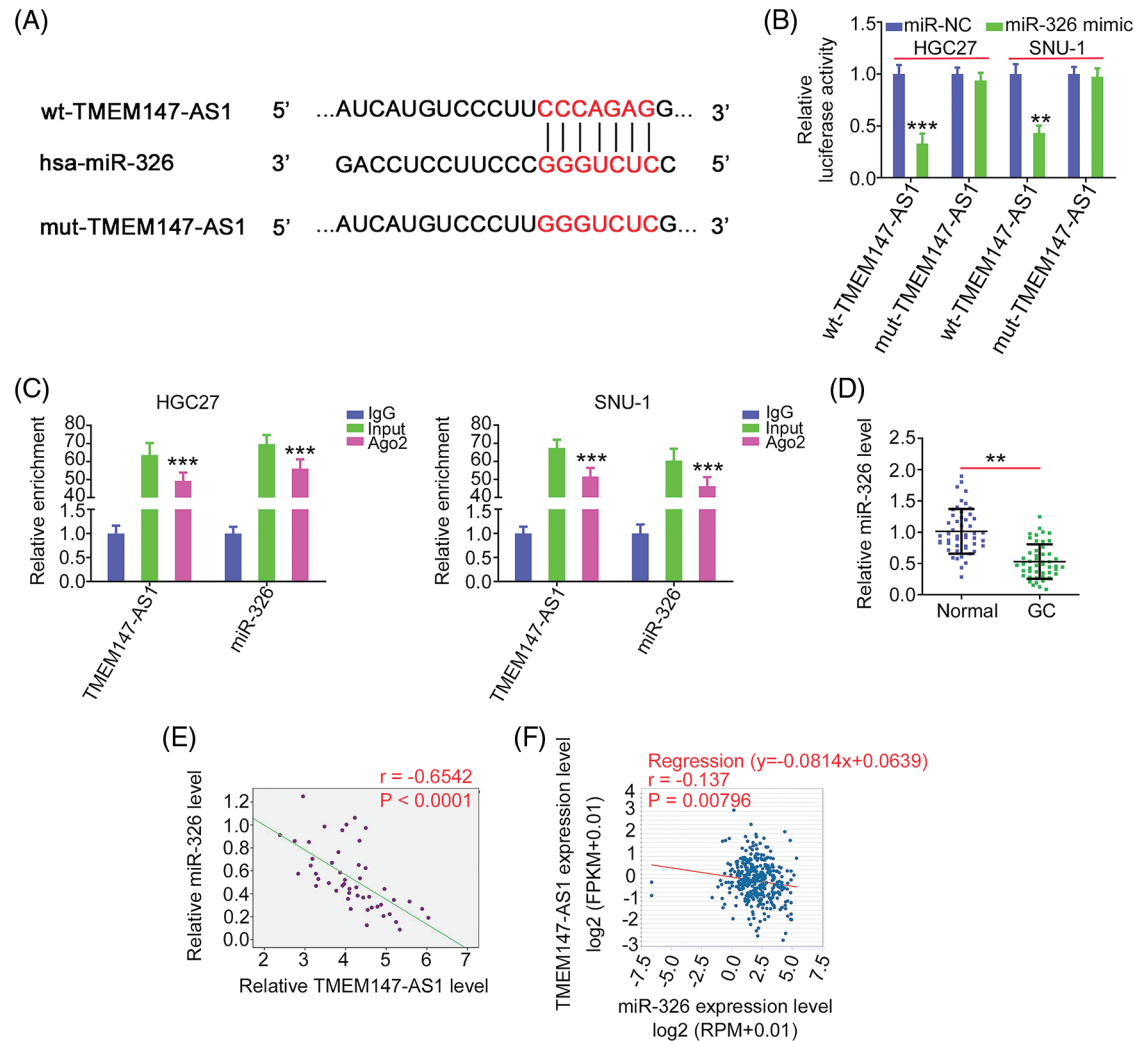 (A)
wt-TMEM147-AS1 5’ ...AUCAUGUCCCUUCCCAGAGG... 3’
hsa-miR-326 3’ GACCUCCUUCCCGGGUCUCC 5’
mut-TMEM147-AS1 5’ ...AUCAUGUCCCUUGGGUCUCG... 3’
(B)
miR-NC miR-326 mimic
HGC27 SNU-1
Relative
luciferase activity
1.5
1.0
0.5
0.0
*** **
wt-TMEM147-AS1
mut-TMEM147-AS1
wt-TMEM147-AS1
mut-TMEM147-AS1
(C)
HGC27
IgG
Input
Ago2
Relative enrichment
80
70
60
50
40
1.5
1.0
0.5
0.0
*** ***
TMEM147-AS1
miR-326
SNU-1
IgG
Input
Ago2
Relative enrichment
80
70
60
50
40
1.5
1.0
0.5
0.0
*** ***
TMEM147-AS1
miR-326
(D)
Relative miR-326 level
2.5
2.0
1.5
1.0
0.5
0.0
**
Normal GC
(E)
r = -0.6542
P < 0.0001
Relative miR-326 level
1.2
1.0
0.8
0.6
0.4
0.2
0.0
2 3 4 5 6 7
Relative TMEM147-AS1 level
(F)
Regression (y=-0.0814x+0.0639)
r = -0.137
P = 0.00796
TMEM147-AS1 expression level
log2 (FPKM+0.01)
4
3
2
1
0
-1
-2
-3
-7.5 -5.0 -2.5 0.0 2.5 5.0 7.5
miR-326 expression level
log2 (RPM+0.01)